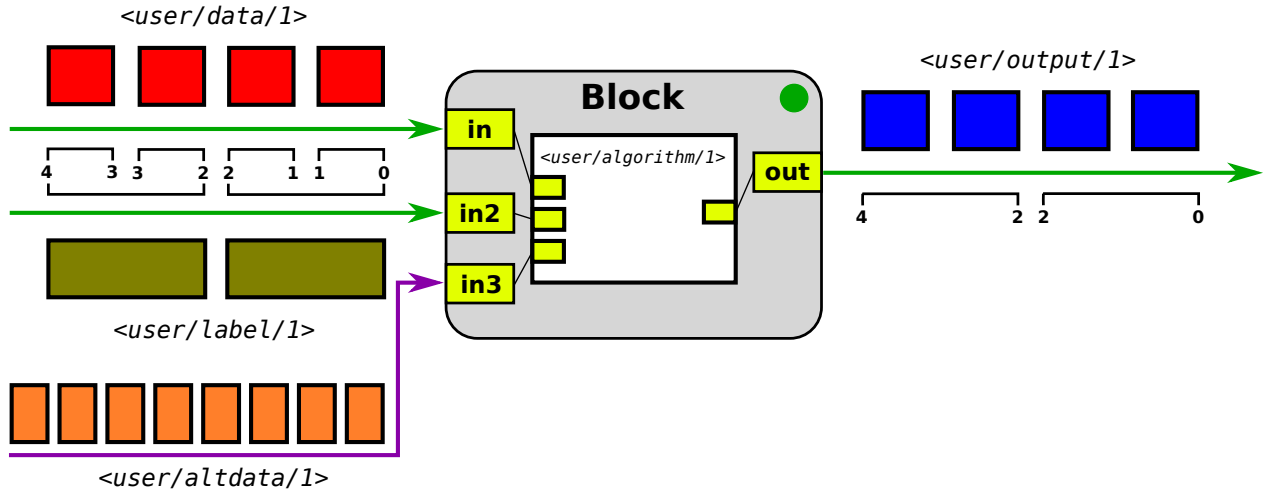 <user/data/1>
4 3 3 2 2 1 1 0
<user/label/1>
<user/altdata/1>
Block
in
in2
in3
<user/algorithm/1>
out
<user/output/1>
4 2 2 0